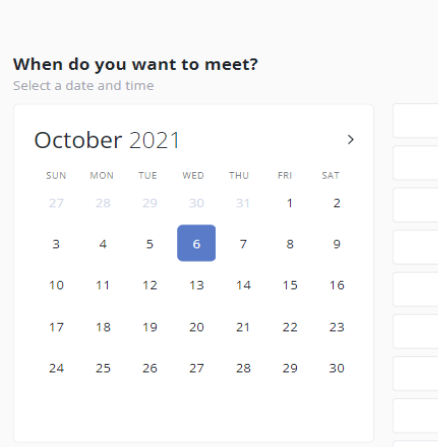 When do you want to meet?
Select a date and time
October 2021 >
SUN MON TUE WED THU FRI SAT
27 28 29 30 31 1 2
3 4 5 6 7 8 9
10 11 12 13 14 15 16
17 18 19 20 21 22 23
24 25 26 27 28 29 30